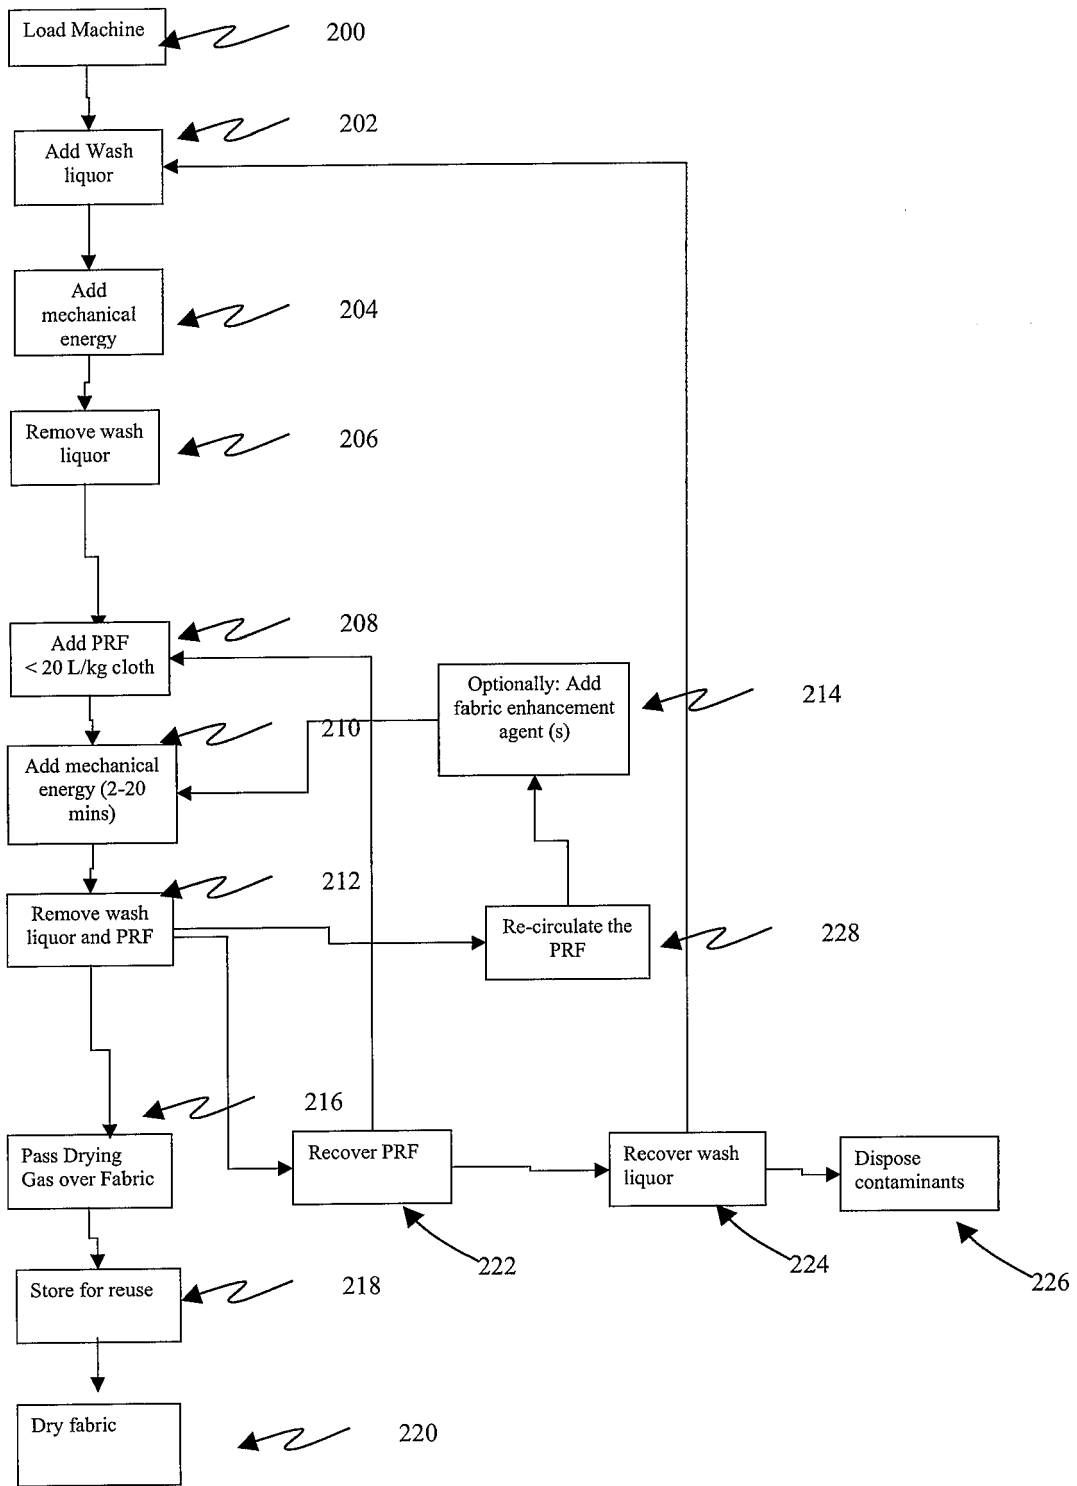 Load Machine
200
202
Add Wash
liquor
Add
mechanical
energy
204
Remove wash
liquor
206
208
Add PRF
< 20 L/kg cloth
Optionally: Add
fabric enhancement
agent (s)
214
210
Add mechanical
energy (2-20
mins)
212
Remove wash
liquor and PRF
Re-circulate the
PRF
228
216
Pass Drying
Gas over Fabric
Recover PRF
Recover wash
liquor
Dispose
contaminants
222
224
226
Store for reuse
218
Dry fabric
220